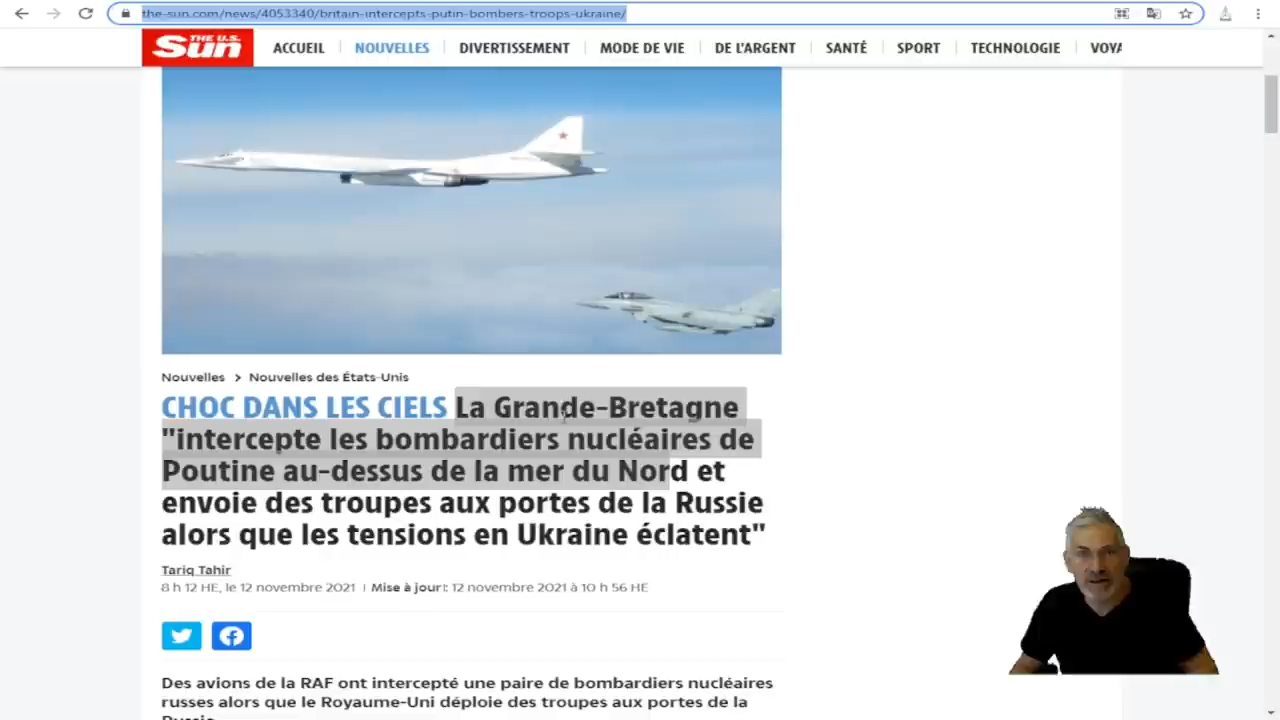 the-sun.com/news/4053340/britain-intercepts-putin-bombers-troops-ukraine/
THE U.S. Sun
ACCUEIL NOUVELLES DIVERTISSEMENT MODE DE VIE DE L'ARGENT SANTÉ SPORT TECHNOLOGIE VOYA
Nouvelles > Nouvelles des États-Unis
CHOC DANS LES CIELS La Grande-Bretagne
"intercepte les bombardiers nucléaires de
Poutine au-dessus de la mer du Nord et
envoie des troupes aux portes de la Russie
alors que les tensions en Ukraine éclatent"
Tariq Tahir
8 h 12 HE, le 12 novembre 2021 | Mise à jour : 12 novembre 2021 à 10 h 56 HE
Des avions de la RAF ont intercepté une paire de bombardiers nucléaires
russes alors que le Royaume-Uni déploie des troupes aux portes de la
Russie